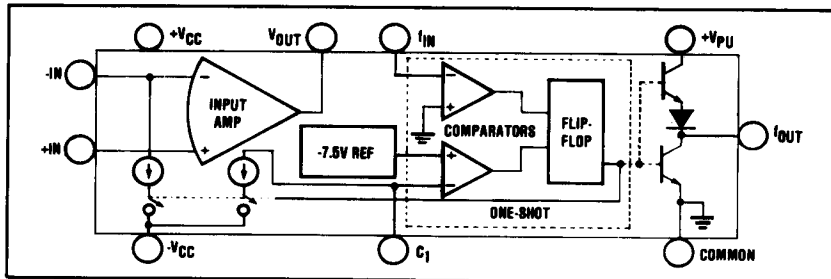 +VCC
VOUT
fIN
+VPU
-IN
−
INPUT
AMP
+IN
+
-7.5V REF
−
+
COMPARATORS
+
−
FLIP-
FLOP
fOUT
ONE-SHOT
-VCC
C1
COMMON